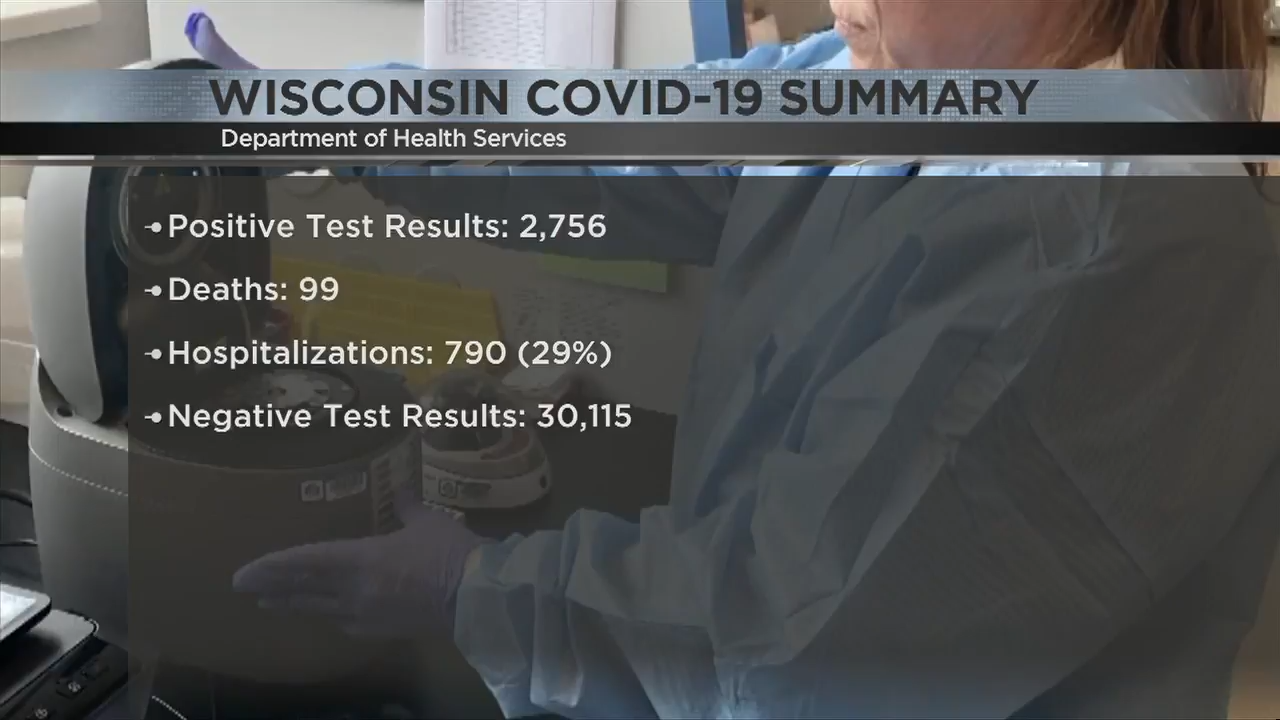 WISCONSIN COVID-19 SUMMARY
Department of Health Services
Positive Test Results: 2,756
Deaths: 99
Hospitalizations: 790 (29%)
Negative Test Results: 30,115